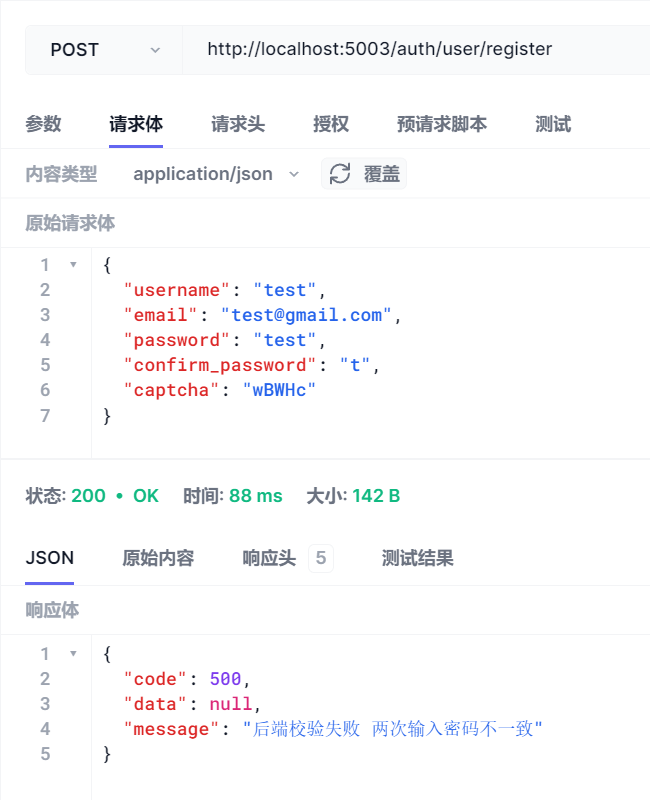 POST http://localhost:5003/auth/user/register
参数 请求体 请求头 授权 预请求脚本 测试
内容类型 application/json 覆盖
原始请求体
1 {
2 "username": "test",
3 "email": "test@gmail.com",
4 "password": "test",
5 "confirm_password": "t",
6 "captcha": "wBWHc"
7 }
状态: 200 • OK 时间: 88 ms 大小: 142 B
JSON 原始内容 响应头 5 测试结果
响应体
1 {
2 "code": 500,
3 "data": null,
4 "message": "后端校验失败 两次输入密码不一致"
5 }